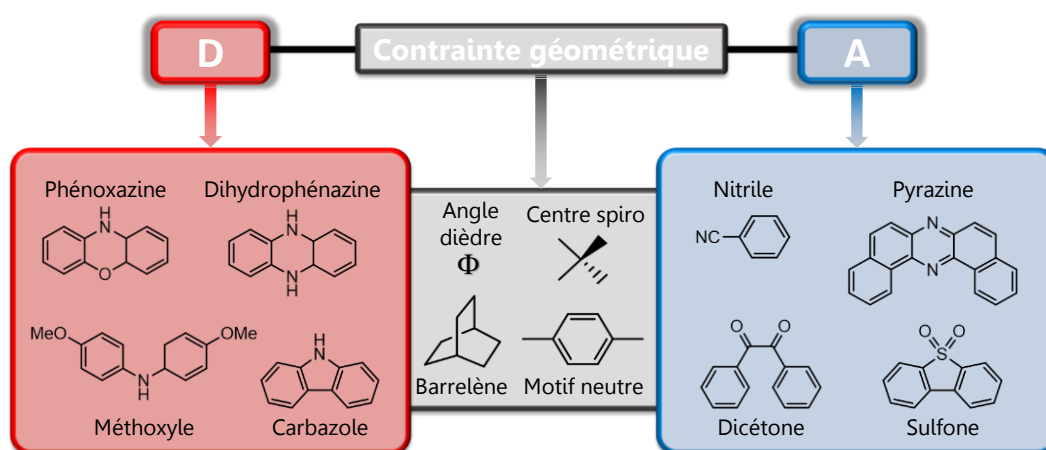 D
Contrainte géométrique
A
Phénoxazine
Dihydrophénazine
H
N
O
H
N
N
H
MeO
OMe
N
H
H
N
Méthoxyle
Carbazole
Angle
dièdre
Φ
Centre spiro
Barrelène
Motif neutre
Nitrile
Pyrazine
NC
N
N
O
O
O
O
S
Dicétone
Sulfone